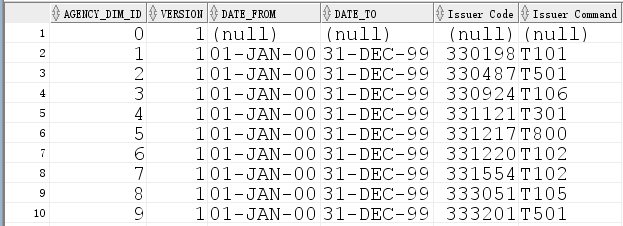 AGENCY_DIM_ID VERSION DATE_FROM DATE_TO Issuer Code Issuer Command
1 0 1 (null) (null) (null) (null)
2 1 1 01-JAN-00 31-DEC-99 330198 T101
3 2 1 01-JAN-00 31-DEC-99 330487 T501
4 3 1 01-JAN-00 31-DEC-99 330924 T106
5 4 1 01-JAN-00 31-DEC-99 331121 T301
6 5 1 01-JAN-00 31-DEC-99 331217 T800
7 6 1 01-JAN-00 31-DEC-99 331220 T102
8 7 1 01-JAN-00 31-DEC-99 331554 T102
9 8 1 01-JAN-00 31-DEC-99 333051 T105
10 9 1 01-JAN-00 31-DEC-99 333201 T501